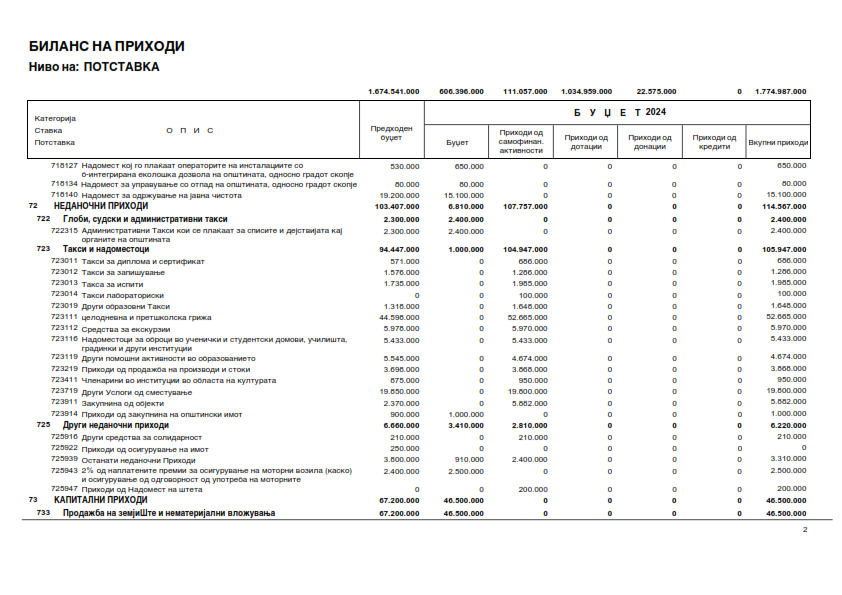 БИЛАНС НА ПРИХОДИ
Ниво на: ПОТСТАВКА
1.674.541.000 606.396.000 111.057.000 1.034.959.000 22.575.000 0 1.774.987.000
Категорија
Ставка
Потставка
О П И С
Предходен буџет
Б У Џ Е Т 2024
Буџет
Приходи од самофинан. активности
Приходи од дотации
Приходи од донации
Приходи од кредити
Вкупни приходи
718127 Надомест кој го плаќаат операторите на инсталациите со 530.000 650.000 0 0 0 0 650.000
б-интегрирана еколошка дозвола на општината, односно градот скопје
718134 Надомест за управување со отпад на општината, односно градот скопје 80.000 80.000 0 0 0 0 80.000
718140 Надомест за одржување на јавна чистота 19.200.000 15.100.000 0 0 0 0 15.100.000
72 НЕДАНОЧНИ ПРИХОДИ 103.407.000 6.810.000 107.757.000 0 0 0 114.567.000
722 Глоби, судски и административни такси 2.300.000 2.400.000 0 0 0 0 2.400.000
722315 Административни Такси кои се плаќаат за списите и дејствијата кај 2.300.000 2.400.000 0 0 0 0 2.400.000
органите на општината
723 Такси и надоместоци 94.447.000 1.000.000 104.947.000 0 0 0 105.947.000
723011 Такси за диплома и сертификат 571.000 0 686.000 0 0 0 686.000
723012 Такси за запишување 1.576.000 0 1.286.000 0 0 0 1.286.000
723013 Такса за испити 1.735.000 0 1.985.000 0 0 0 1.985.000
723014 Такси лабораториски 0 0 100.000 0 0 0 100.000
723019 Други образовни Такси 1.318.000 0 1.648.000 0 0 0 1.648.000
723111 целодневна и претшколска грижа 44.598.000 0 52.665.000 0 0 0 52.665.000
723112 Средства за екскурзии 5.978.000 0 5.970.000 0 0 0 5.970.000
723116 Надоместоци за оброци во ученички и студентски домови, училишта, 5.433.000 0 5.433.000 0 0 0 5.433.000
градинки и други институции
723119 Други помошни активности во образованието 5.545.000 0 4.674.000 0 0 0 4.674.000
723219 Приходи од продажба на производи и стоки 3.698.000 0 3.868.000 0 0 0 3.868.000
723411 Членарини во институции во областа на културата 875.000 0 950.000 0 0 0 950.000
723719 Други Услоги од сместување 19.850.000 0 19.800.000 0 0 0 19.800.000
723911 Закупнина од објекти 2.370.000 0 5.882.000 0 0 0 5.882.000
723914 Приходи од закупнина на општински имот 900.000 1.000.000 0 0 0 0 1.000.000
725 Други неданочни приходи 6.660.000 3.410.000 2.810.000 0 0 0 6.220.000
725916 Други средства за солидарност 210.000 0 210.000 0 0 0 210.000
725922 Приходи од осигурување на имот 250.000 0 0 0 0 0 0
725939 Останати неданочни Приходи 3.800.000 910.000 2.400.000 0 0 0 3.310.000
725943 2% од наплатените премии за осигурување на моторни возила (каско) 2.400.000 2.500.000 0 0 0 0 2.500.000
и осигурување од одговорност од употреба на моторните
725947 Приходи од Надомест на штета 0 0 200.000 0 0 0 200.000
73 КАПИТАЛНИ ПРИХОДИ 67.200.000 46.500.000 0 0 0 0 46.500.000
733 Продажба на земјиШте и нематеријални вложувања 67.200.000 46.500.000 0 0 0 0 46.500.000
2